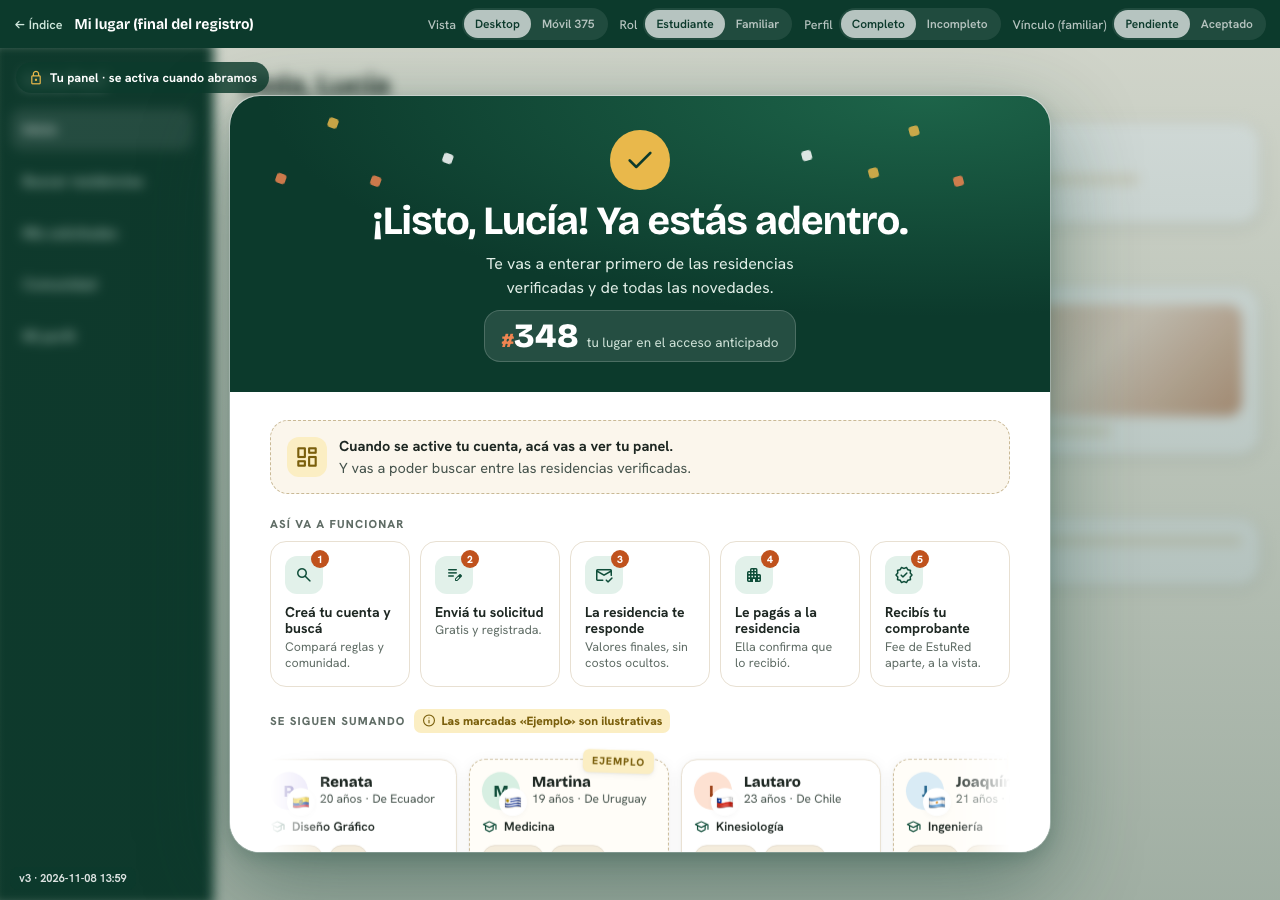 ← Índice Mi lugar (final del registro) Vista Desktop Móvil 375 Rol Estudiante Familiar Perfil Completo Incompleto Vínculo (familiar) Pendiente Aceptado
Tu panel · se activa cuando abramos
¡Listo, Lucía! Ya estás adentro.
Te vas a enterar primero de las residencias
verificadas y de todas las novedades.
#348 tu lugar en el acceso anticipado
Cuando se active tu cuenta, acá vas a ver tu panel.
Y vas a poder buscar entre las residencias verificadas.
ASÍ VA A FUNCIONAR
1
Creá tu cuenta y
buscá
Compará reglas y
comunidad.
2
Enviá tu solicitud
Gratis y registrada.
3
La residencia te
responde
Valores finales, sin
costos ocultos.
4
Le pagás a la
residencia
Ella confirma que
lo recibió.
5
Recibís tu
comprobante
Fee de EstuRed
aparte, a la vista.
SE SIGUEN SUMANDO Las marcadas «Ejemplo» son ilustrativas
Renata
20 años · De Ecuador
Diseño Gráfico
EJEMPLO
M
Martina
19 años · De Uruguay
Medicina
Lautaro
23 años · De Chile
Kinesiología
Joaquín
21 años ·
Ingeniería
v3 · 2026-11-08 13:59